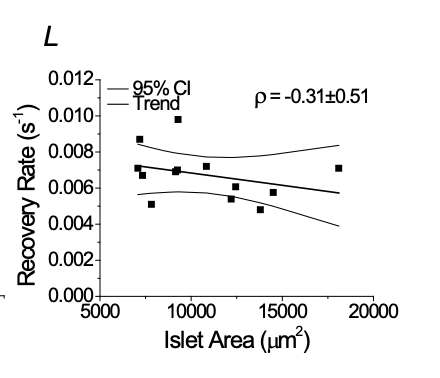 L
0.012
0.010
0.008
0.006
0.004
0.002
0.000
Recovery Rate (s⁻¹)
95% CI
Trend
ρ = -0.31±0.51
5000 10000 15000 20000
Islet Area (μm²)